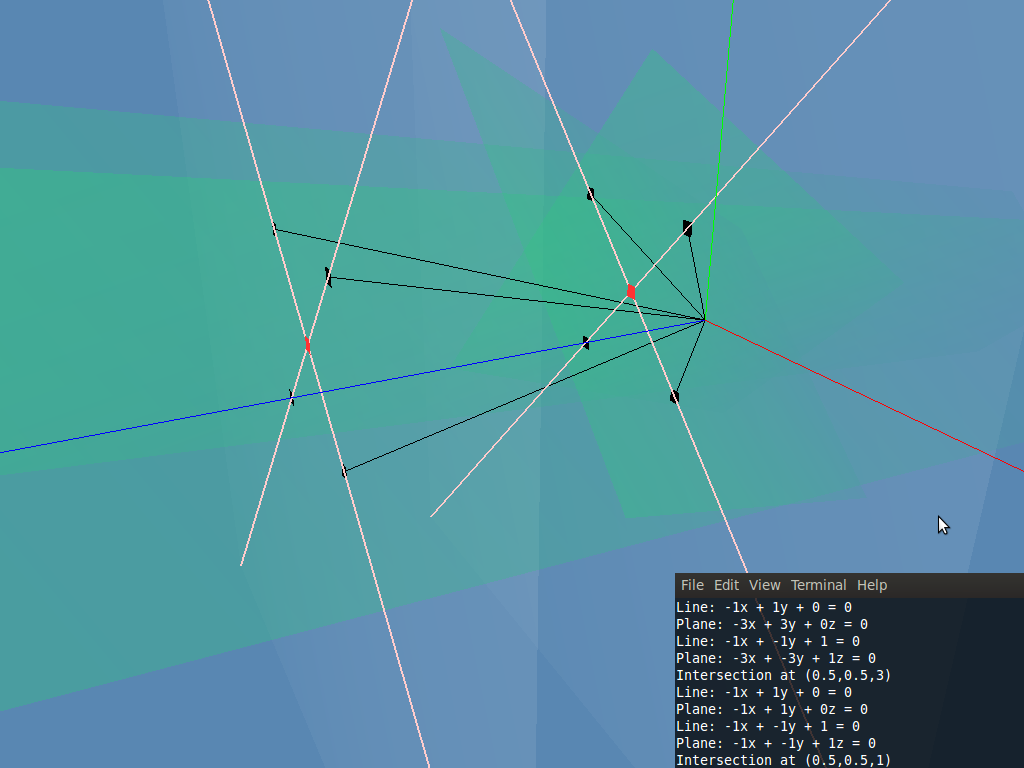 File Edit View Terminal Help
Line: -1x + 1y + 0 = 0
Plane: -3x + 3y + 0z = 0
Line: -1x + -1y + 1 = 0
Plane: -3x + -3y + 1z = 0
Intersection at (0.5,0.5,3)
Line: -1x + 1y + 0 = 0
Plane: -1x + 1y + 0z = 0
Line: -1x + -1y + 1 = 0
Plane: -1x + -1y + 1z = 0
Intersection at (0.5,0.5,1)